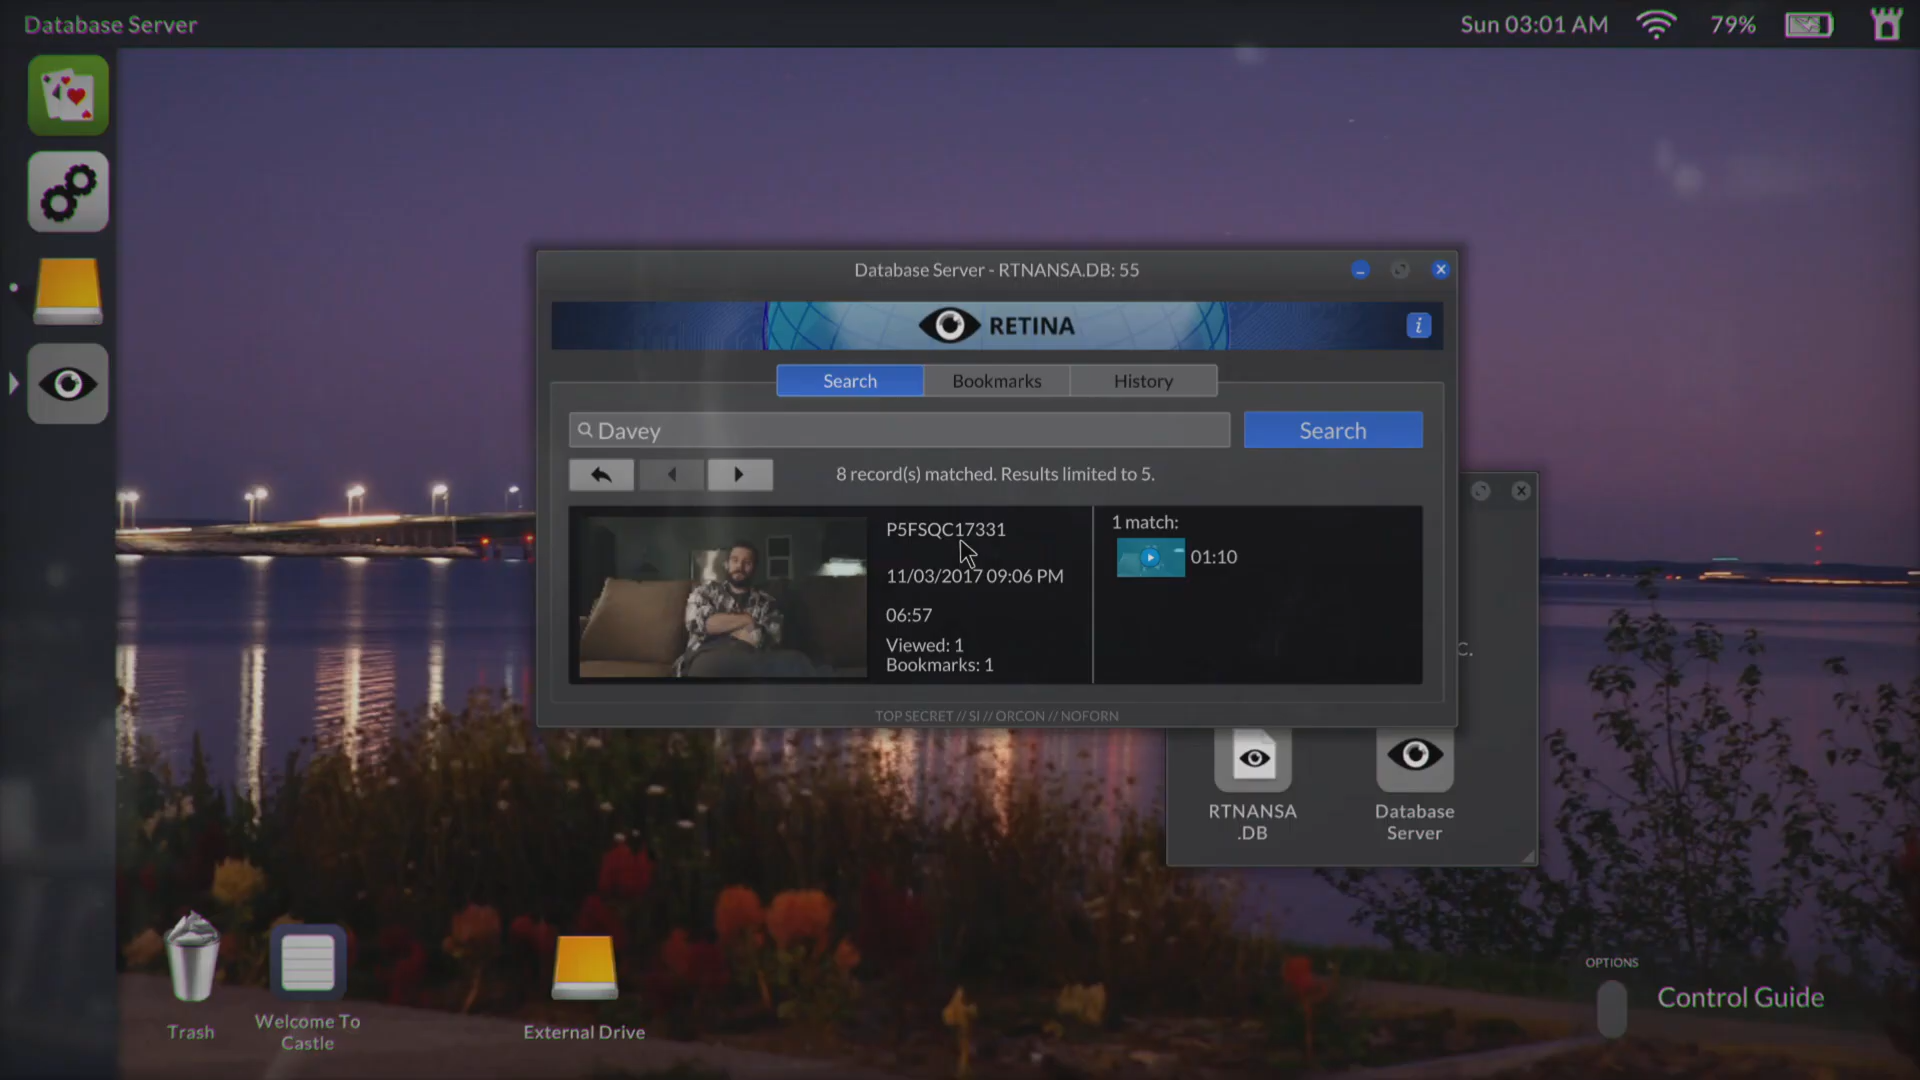 Database Server
Sun 03:01 AM
79%
Database Server - RTNANSA.DB: 55
RETINA
i
Search
Bookmarks
History
Davey
Search
8 record(s) matched. Results limited to 5.
P5FSQC17331
11/03/2017 09:06 PM
06:57
Viewed: 1
Bookmarks: 1
1 match:
01:10
TOP SECRET // SI // ORCON // NOFORN
C.
RTNANSA
.DB
Database
Server
Trash
Welcome To
Castle
External Drive
OPTIONS
Control Guide